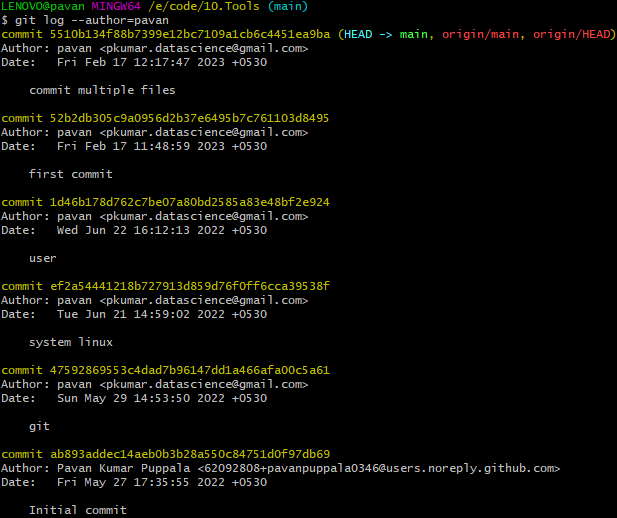 LENOVO@pavan MINGW64 /e/code/10.Tools (main)
$ git log --author=pavan
commit 5510b134f88b7399e12bc7109a1cb6c4451ea9ba (HEAD -> main, origin/main, origin/HEAD)
Author: pavan <pkumar.datascience@gmail.com>
Date:   Fri Feb 17 12:17:47 2023 +0530

    commit multiple files

commit 52b2db305c9a0956d2b37e6495b7c761103d8495
Author: pavan <pkumar.datascience@gmail.com>
Date:   Fri Feb 17 11:48:59 2023 +0530

    first commit

commit 1d46b178d762c7be07a80bd2585a83e48bf2e924
Author: pavan <pkumar.datascience@gmail.com>
Date:   Wed Jun 22 16:12:13 2022 +0530

    user

commit ef2a54441218b727913d859d76f0ff6cca39538f
Author: pavan <pkumar.datascience@gmail.com>
Date:   Tue Jun 21 14:59:02 2022 +0530

    system linux

commit 47592869553c4dad7b96147dd1a466afa00c5a61
Author: pavan <pkumar.datascience@gmail.com>
Date:   Sun May 29 14:53:50 2022 +0530

    git

commit ab893addec14aeb0b3b28a550c84751d0f97db69
Author: Pavan Kumar Puppala <62092808+pavanpuppala0346@users.noreply.github.com>
Date:   Fri May 27 17:35:55 2022 +0530

    Initial commit